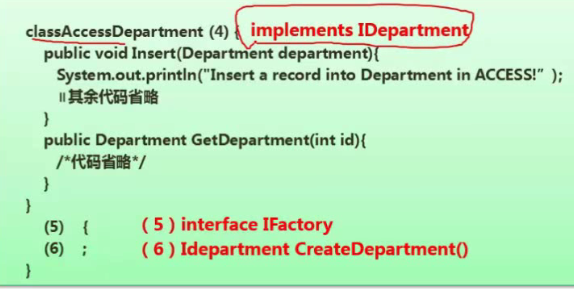 classAccessDepartment (4) { implements IDepartment
public void Insert(Department department){
System.out.println("Insert a record into Department in ACCESS!” );
॥其余代码省略
}
public Department GetDepartment(int id){
/*代码省略*/
}
}
(5) { （5）interface IFactory
(6) ; （6）Idepartment CreateDepartment()
}